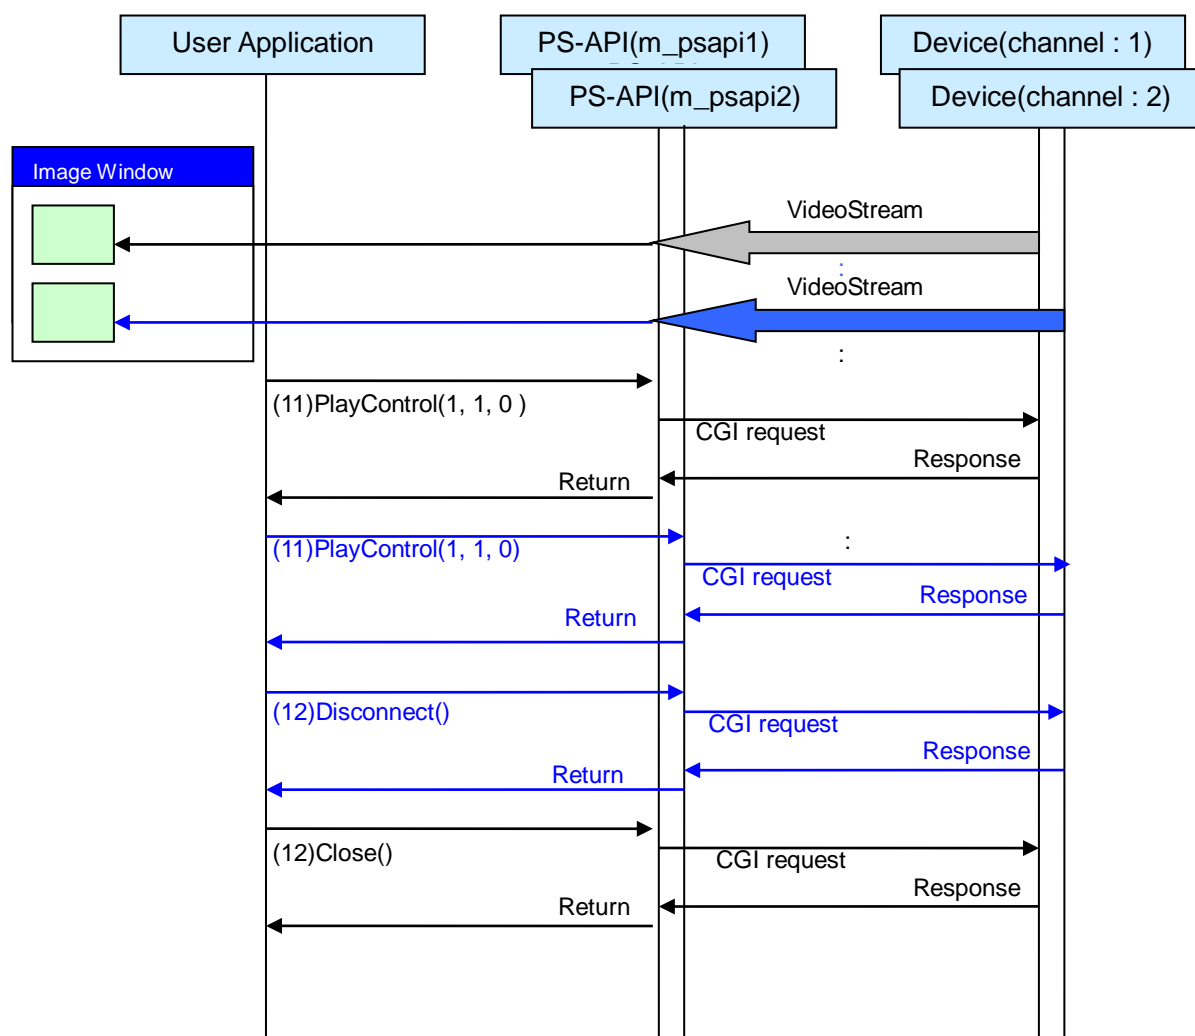 User Application
PS-API(m_psapi1)
Device(channel : 1)
PS-API(m_psapi2)
Device(channel : 2)
Image Window
VideoStream
:
VideoStream
:
(11)PlayControl(1, 1, 0 )
CGI request
Response
Return
(11)PlayControl(1, 1, 0)
:
CGI request
Response
Return
(12)Disconnect()
CGI request
Response
Return
(12)Close()
CGI request
Response
Return